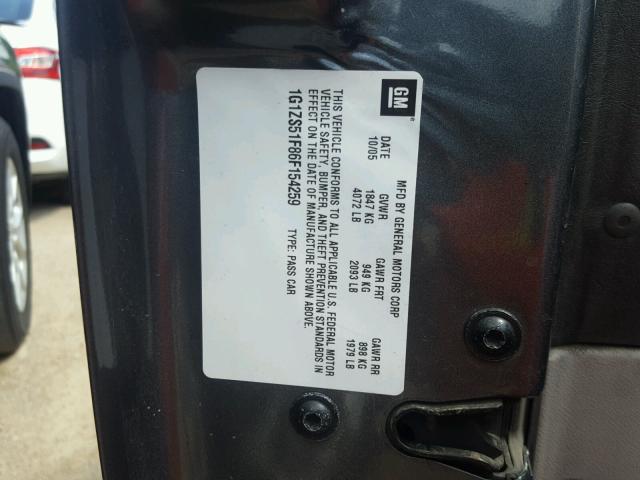 GM
MFD BY GENERAL MOTORS CORP
DATE GVWR GAWR FRT GAWR RR
10/05 1847 KG 949 KG 898 KG
4072 LB 2093 LB 1979 LB
THIS VEHICLE CONFORMS TO ALL APPLICABLE U.S. FEDERAL MOTOR
VEHICLE SAFETY, BUMPER, AND THEFT PREVENTION STANDARDS IN
EFFECT ON THE DATE OF MANUFACTURE SHOWN ABOVE.
1G1ZS51F86F154259 TYPE: PASS CAR